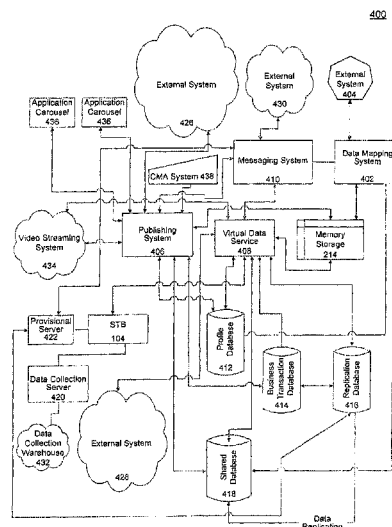 400
External System
426
External System
430
External System
404
Application Carousel
436
Application Carousel
436
CMA System 438
Messaging System
410
Data Mapping System
402
Video Streaming System
434
Publishing System
406
Virtual Data Service
408
Memory Storage
214
Provisional Server
422
STB
104
Profile Database
412
Data Collection Server
420
Business Transaction Database
414
Replication Database
416
Data Collection Warehouse
432
External System
428
Shared Database
418
Data Replication